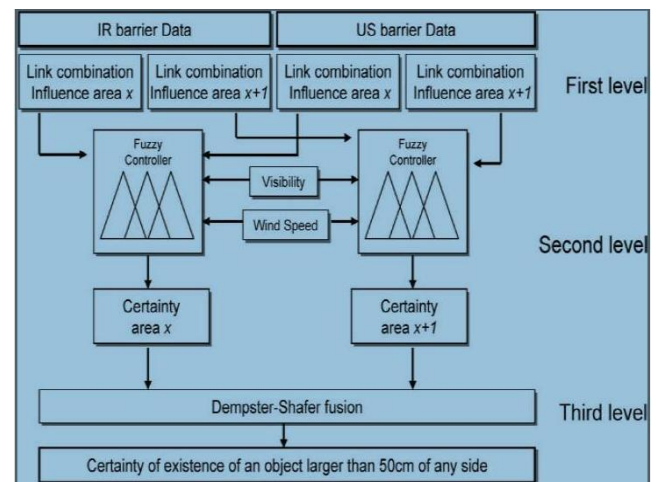 IR barrier Data
US barrier Data
Link combination
Influence area x
Link combination
Influence area x+1
Link combination
Influence area x
Link combination
Influence area x+1
First level
Fuzzy
Controller
Visibility
Wind Speed
Fuzzy
Controller
Second level
Certainty
area x
Certainty
area x+1
Dempster-Shafer fusion
Third level
Certainty of existence of an object larger than 50cm of any side